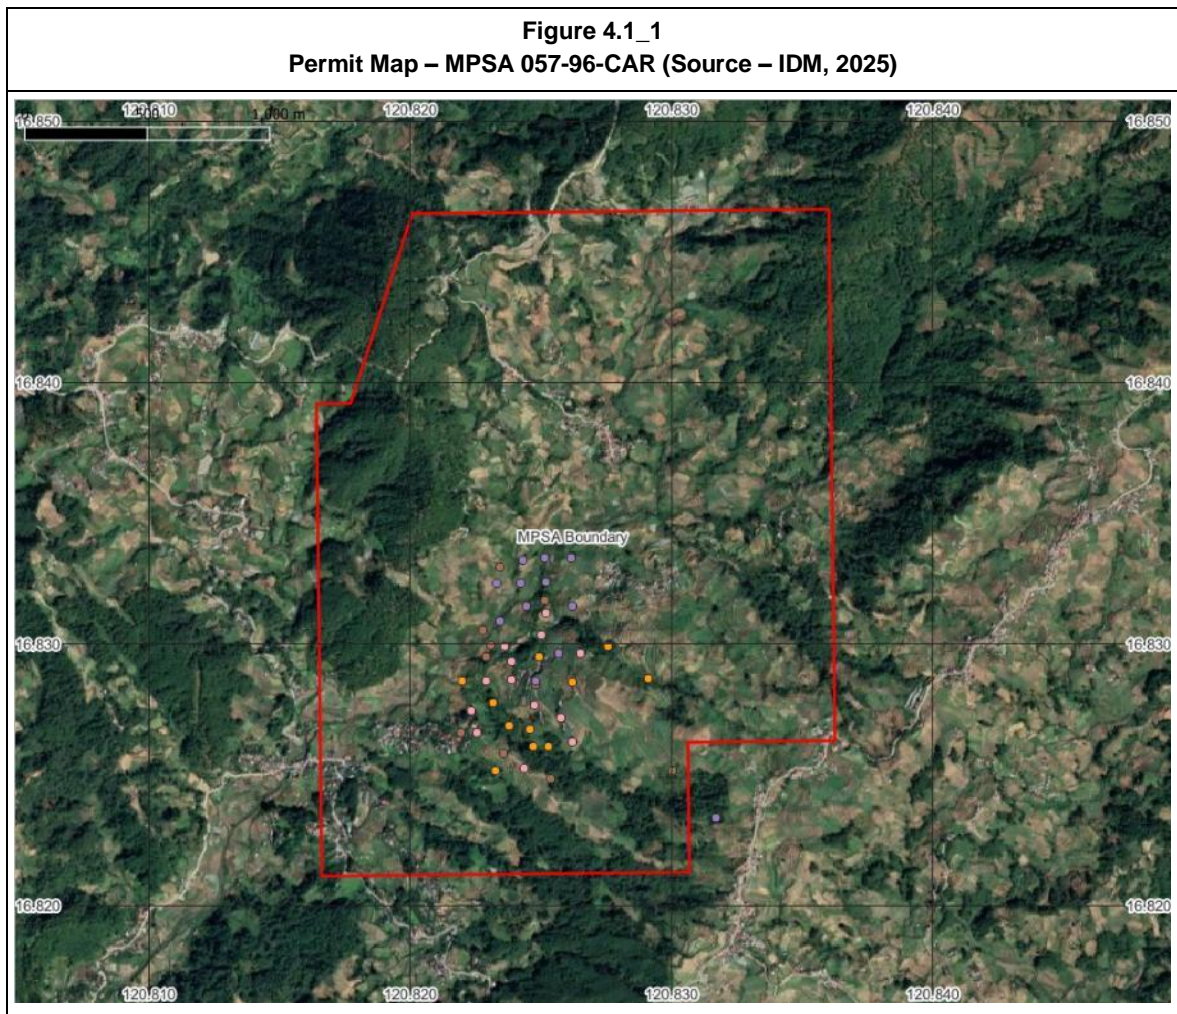 Figure 4.1_1
Permit Map – MPSA 057-96-CAR (Source – IDM, 2025)
120.810 120.820 120.830 120.840
500 1,000 m
16.850 16.850
16.840 16.840
MPSA Boundary
16.830 16.830
16.820 16.820
120.810 120.820 120.830 120.840